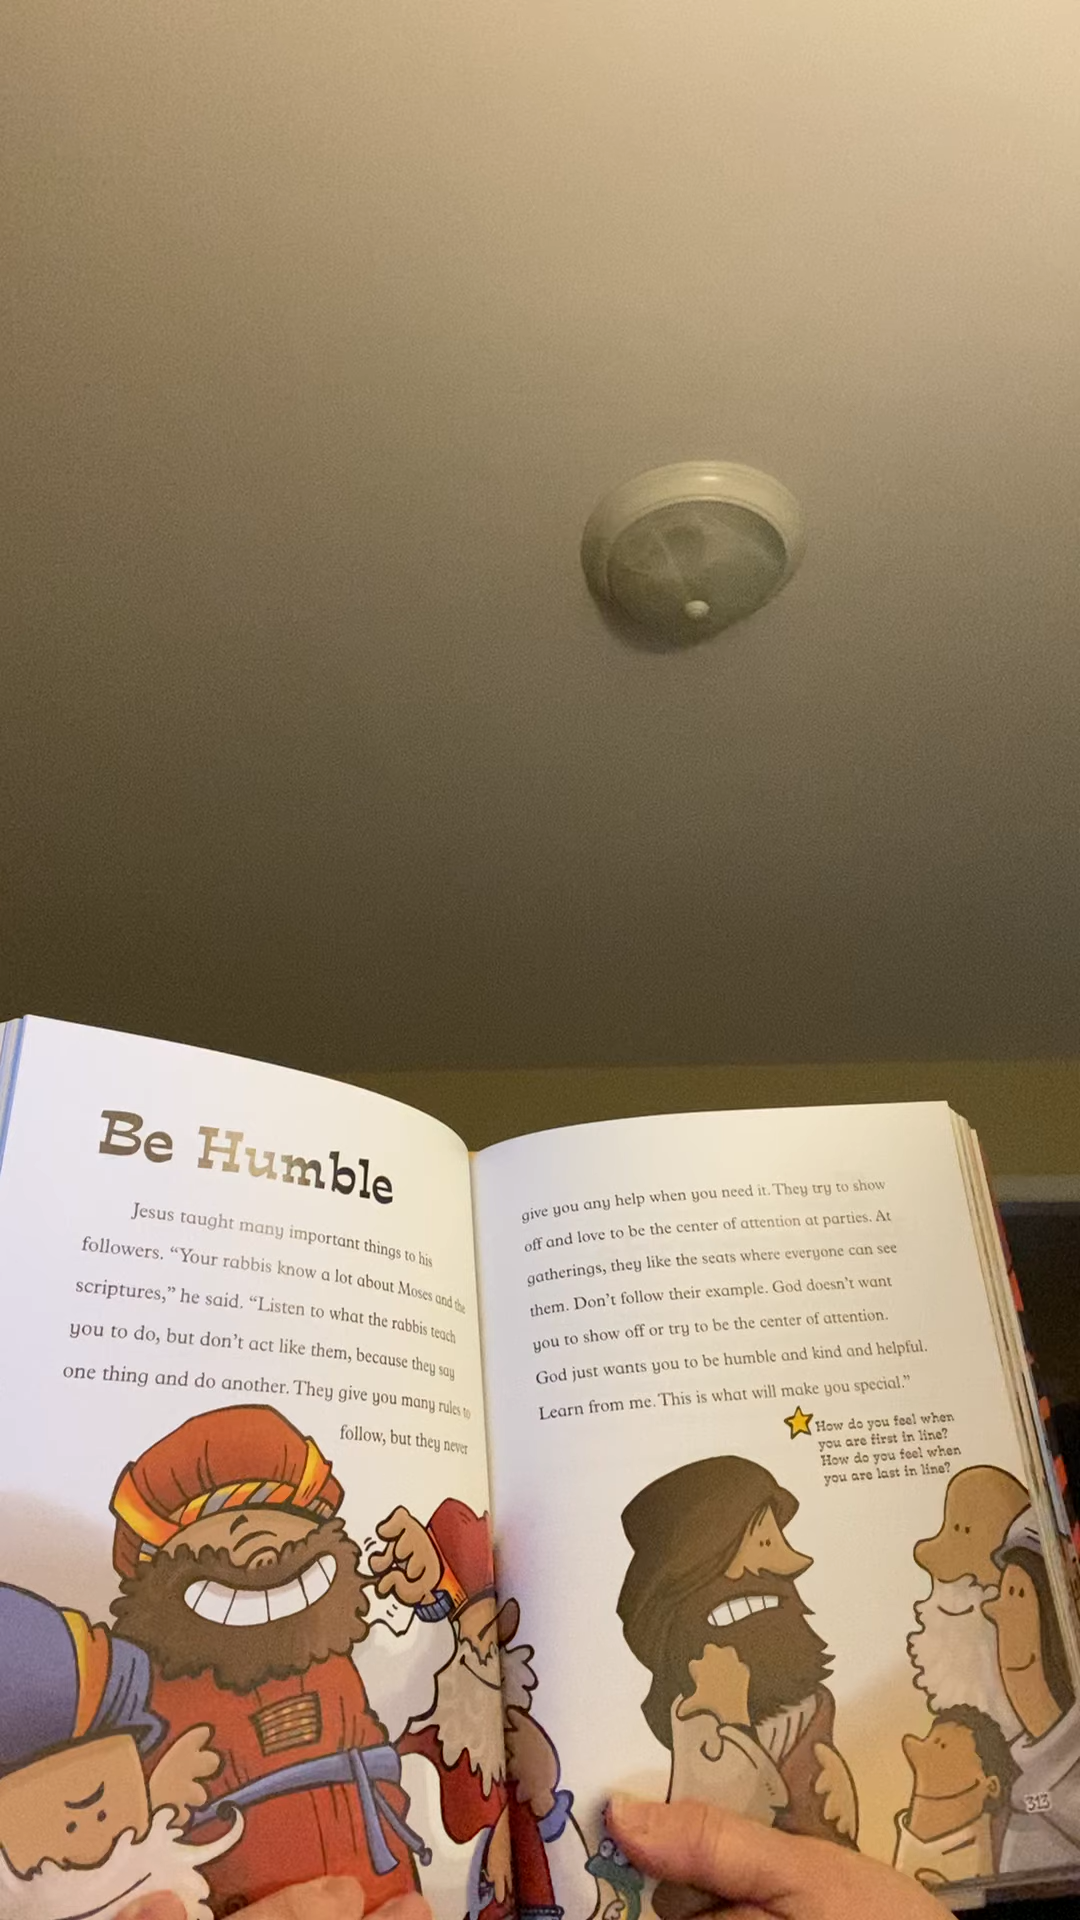 Be Humble
Jesus taught many important things to his
followers. “Your rabbis know a lot about Moses and the
scriptures,” he said. “Listen to what the rabbis teach
you to do, but don’t act like them, because they say
one thing and do another. They give you many rules to
follow, but they never
give you any help when you need it. They try to show
off and love to be the center of attention at parties. At
gatherings, they like the seats where everyone can see
them. Don’t follow their example. God doesn’t want
you to show off or try to be the center of attention.
God just wants you to be humble and kind and helpful.
Learn from me. This is what will make you special.”
How do you feel when
you are first in line?
How do you feel when
you are last in line?
313